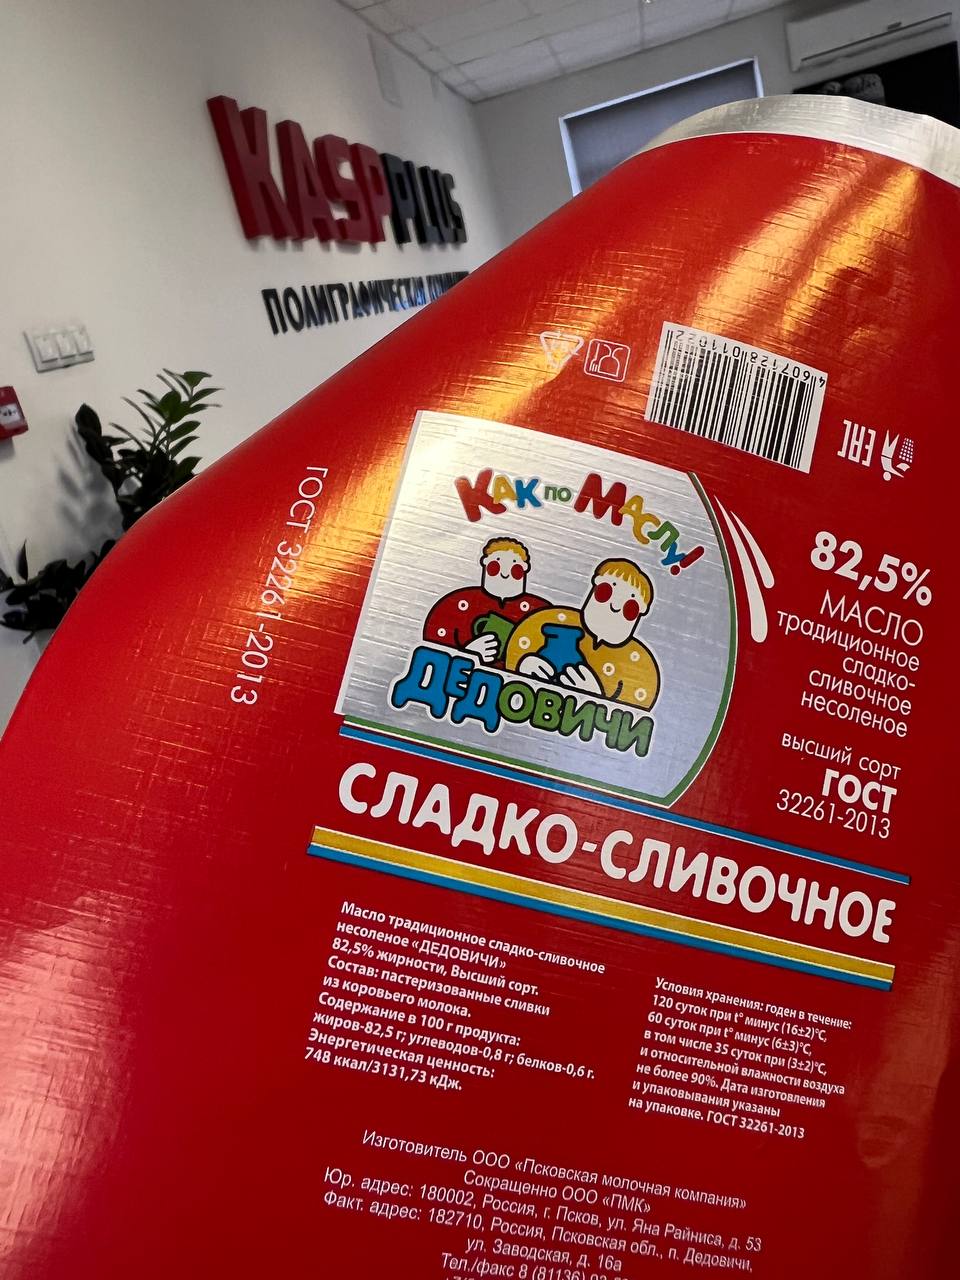 KASPPLUS
ПОЛИГРАФИЧЕСКАЯ
4607128011022
EAC
ГОСТ 32261-2013
КАК ПО МАСЛУ!
ДЕДОВИЧИ
82,5%
МАСЛО
традиционное
сладко-
сливочное
несоленое
высший сорт
ГОСТ
32261-2013
СЛАДКО-СЛИВОЧНОЕ
Масло традиционное сладко-сливочное
несоленое «ДЕДОВИЧИ»
82,5% жирности, Высший сорт.
Состав: пастеризованные сливки
из коровьего молока.
Содержание в 100 г продукта:
жиров-82,5 г; углеводов-0,8 г; белков-0,6 г.
Энергетическая ценность:
748 ккал/3131,73 кДж.
Условия хранения: годен в течение:
120 суток при t° минус (16±2)°С,
60 суток при t° минус (6±3)°С,
в том числе 35 суток при (3±2)°С,
и относительной влажности воздуха
не более 90%. Дата изготовления
и упаковывания указаны
на упаковке. ГОСТ 32261-2013
Изготовитель ООО «Псковская молочная компания»
Сокращенно ООО «ПМК»
Юр. адрес: 180002, Россия, г. Псков, ул. Яна Райниса, д. 53
Факт. адрес: 182710, Россия, Псковская обл., п. Дедовичи,
ул. Заводская, д. 16а
Тел./факс 8 (81136)